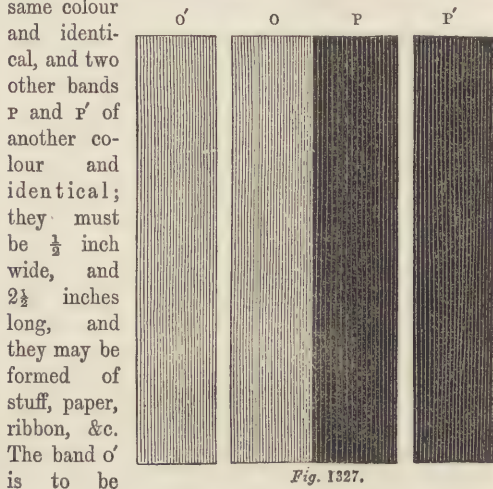 same colour
and identi-
cal, and two
other bands
P and P′ of
another co-
lour and
identical;
they must
be ½ inch
wide, and
2½ inches
long, and
they may be
formed of
stuff, paper,
ribbon, &c.
The band O′
is to be
O′ O P P′
Fig. 1327.